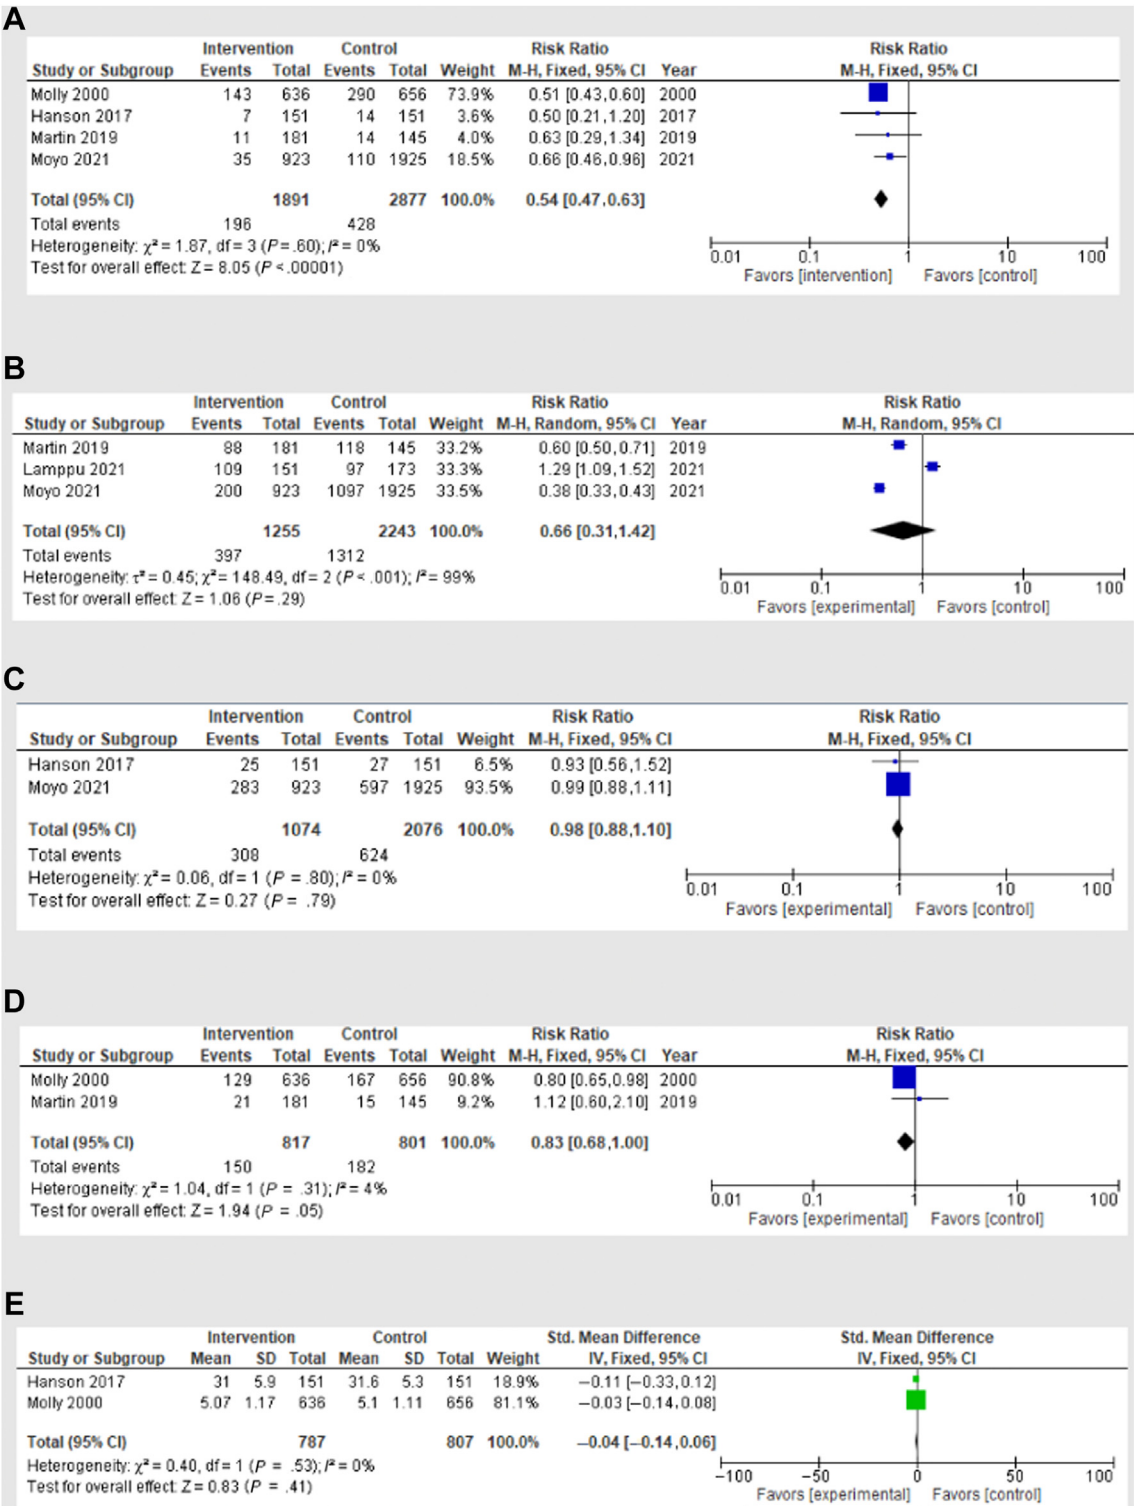 A
Intervention Control Risk Ratio Risk Ratio
Study or Subgroup Events Total Events Total Weight M-H, Fixed, 95% CI Year M-H, Fixed, 95% CI
Molly 2000 143 636 290 656 73.9% 0.51 [0.43,0.60] 2000
Hanson 2017 7 151 14 151 3.6% 0.50 [0.21,1.20] 2017
Martin 2019 11 181 14 145 4.0% 0.63 [0.29,1.34] 2019
Moyo 2021 35 923 110 1925 18.5% 0.66 [0.46,0.96] 2021
Total (95% CI) 1891 2877 100.0% 0.54 [0.47,0.63]
Total events 196 428
Heterogeneity: χ² = 1.87, df = 3 (P = .60); I² = 0%
Test for overall effect: Z = 8.05 (P < .00001)
0.01 0.1 1 10 100
Favors [intervention] Favors [control]
B
Intervention Control Risk Ratio Risk Ratio
Study or Subgroup Events Total Events Total Weight M-H, Random, 95% CI Year M-H, Random, 95% CI
Martin 2019 88 181 118 145 33.2% 0.60 [0.50,0.71] 2019
Lamppu 2021 109 151 97 173 33.3% 1.29 [1.09,1.52] 2021
Moyo 2021 200 923 1097 1925 33.5% 0.38 [0.33,0.43] 2021
Total (95% CI) 1255 2243 100.0% 0.66 [0.31,1.42]
Total events 397 1312
Heterogeneity: τ² = 0.45; χ² = 148.49, df = 2 (P < .001); I² = 99%
Test for overall effect: Z = 1.06 (P = .29)
0.01 0.1 1 10 100
Favors [experimental] Favors [control]
C
Intervention Control Risk Ratio Risk Ratio
Study or Subgroup Events Total Events Total Weight M-H, Fixed, 95% CI M-H, Fixed, 95% CI
Hanson 2017 25 151 27 151 6.5% 0.93 [0.56,1.52]
Moyo 2021 283 923 597 1925 93.5% 0.99 [0.88,1.11]
Total (95% CI) 1074 2076 100.0% 0.98 [0.88,1.10]
Total events 308 624
Heterogeneity: χ² = 0.06, df = 1 (P = .80); I² = 0%
Test for overall effect: Z = 0.27 (P = .79)
0.01 0.1 1 10 100
Favors [experimental] Favors [control]
D
Intervention Control Risk Ratio Risk Ratio
Study or Subgroup Events Total Events Total Weight M-H, Fixed, 95% CI Year M-H, Fixed, 95% CI
Molly 2000 129 636 167 656 90.8% 0.80 [0.65,0.98] 2000
Martin 2019 21 181 15 145 9.2% 1.12 [0.60,2.10] 2019
Total (95% CI) 817 801 100.0% 0.83 [0.68,1.00]
Total events 150 182
Heterogeneity: χ² = 1.04, df = 1 (P = .31); I² = 4%
Test for overall effect: Z = 1.94 (P = .05)
0.01 0.1 1 10 100
Favors [experimental] Favors [control]
E
Intervention Control Std. Mean Difference Std. Mean Difference
Study or Subgroup Mean SD Total Mean SD Total Weight IV, Fixed, 95% CI IV, Fixed, 95% CI
Hanson 2017 31 5.9 151 31.6 5.3 151 18.9% −0.11 [−0.33,0.12]
Molly 2000 5.07 1.17 636 5.1 1.11 656 81.1% −0.03 [−0.14,0.08]
Total (95% CI) 787 807 100.0% −0.04 [−0.14,0.06]
Heterogeneity: χ² = 0.40, df = 1 (P = .53); I² = 0%
Test for overall effect: Z = 0.83 (P = .41)
−100 −50 0 50 100
Favors [experimental] Favors [control]